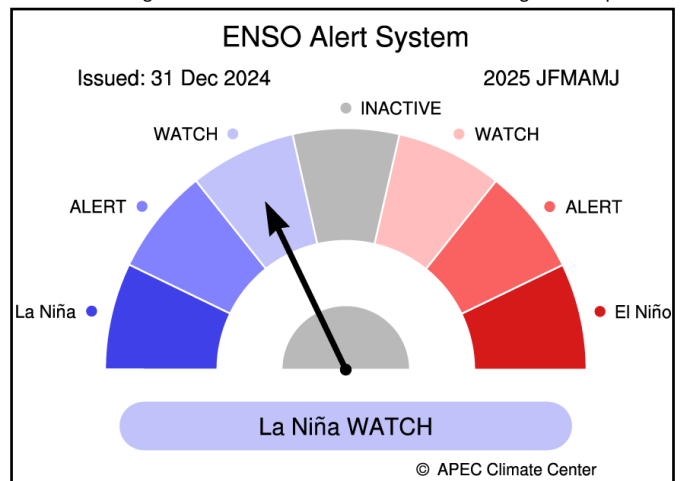 ENSO Alert System
Issued: 31 Dec 2024
2025 JFMAMJ
INACTIVE
WATCH
WATCH
ALERT
ALERT
La Niña
El Niño
La Niña WATCH
© APEC Climate Center